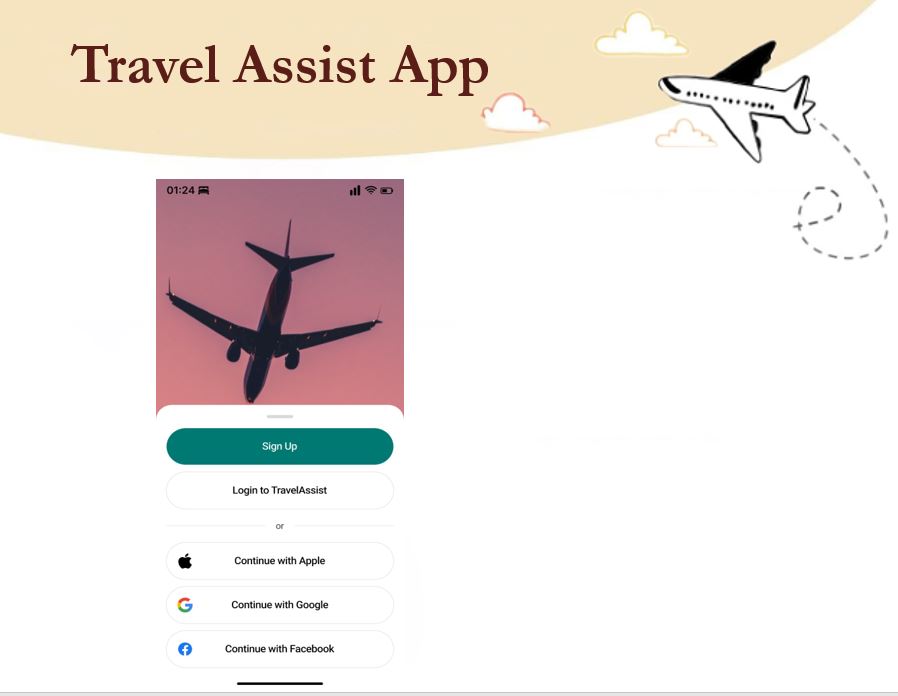 Travel Assist App
01:24
Sign Up
Login to TravelAssist
or
Continue with Apple
Continue with Google
Continue with Facebook